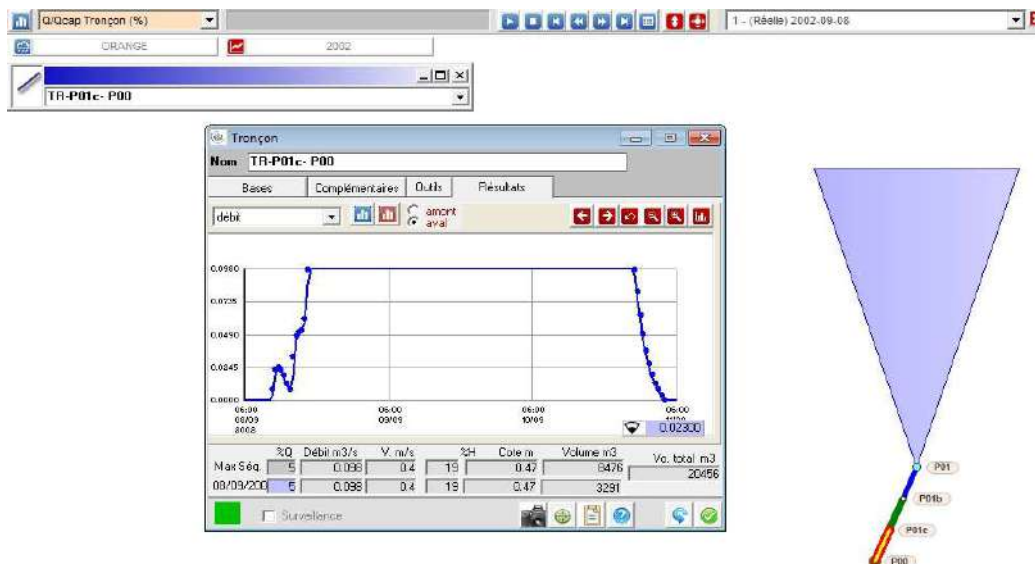 Q/Qcap Tronçon (%)
1 - (Réelle) 2002-09-08
ORANGE
2002
TR-P01c- P00
Tronçon
Nom TR-P01c- P00
Bases
Complémentaires
Outils
Résultats
débit
amont
aval
0.0980
0.0735
0.0490
0.0245
0.0000
06:00 06:00 06:00 06:00
08/09 09/09 10/09
0.02300
%Q Débit m3/s V. m/s %H Cote m Volume m3 Vo. total m3
Max Séq. 5 0.098 0.4 19 0.47 8476 20456
08/09/200 5 0.098 0.4 19 0.47 3291
Surveillance
P01
P01b
P01c
P00